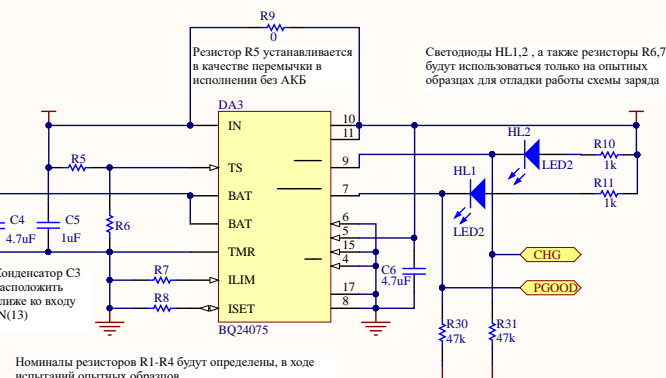 R9
0
Резистор R5 устанавливается
в качестве перемычки в
исполнении без АКБ
Светодиоды HL1,2 , а также резисторы R6,7
будут использоваться только на опытных
образцах для отладки работы схемы заряда
DA3
IN
10
11
HL2
R10
1k
LED2
R5
TS
9
HL1
R11
1k
BAT
7
LED2
C4
4.7uF
C5
1uF
R6
BAT
6
5
TMR
15
4
CHG
C6
4.7uF
R7
ILIM
PGOOD
17
R8
ISET
8
BQ24075
R30
47k
R31
47k
Конденсатор C3
расположить
ближе ко входу
IN(13)
Номиналы резисторов R1-R4 будут определены, в ходе
испытаний опытных образцов